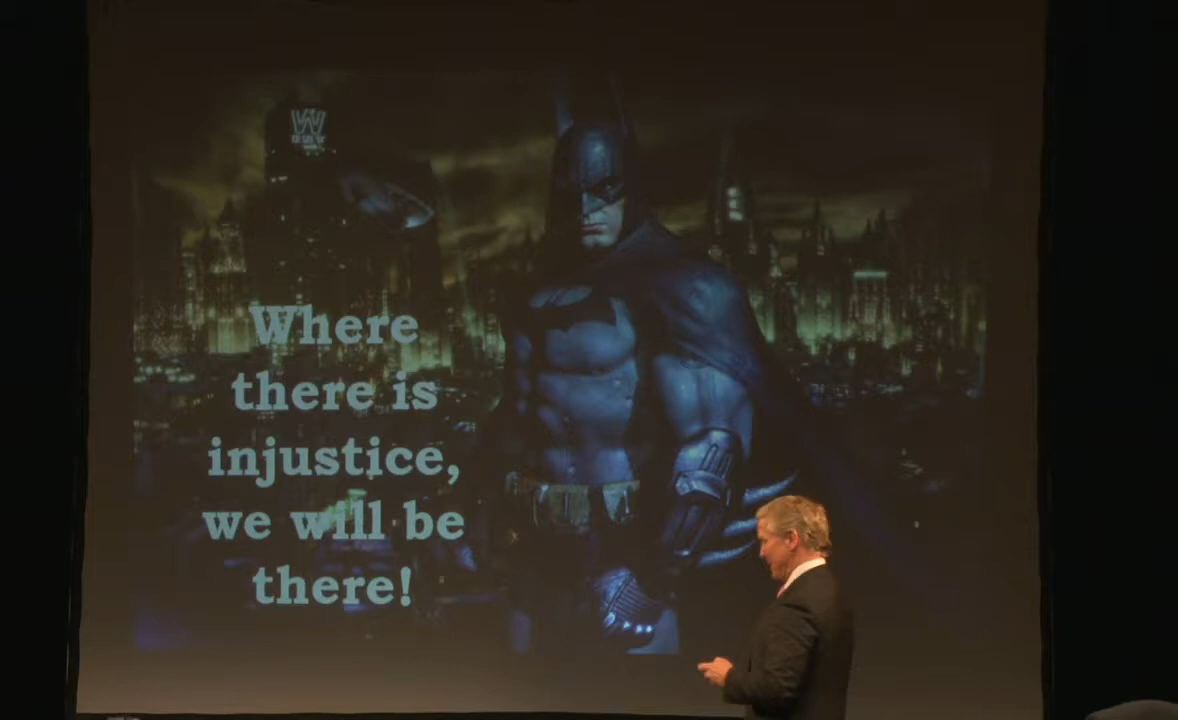 W
Where
there is
injustice,
we will be
there!